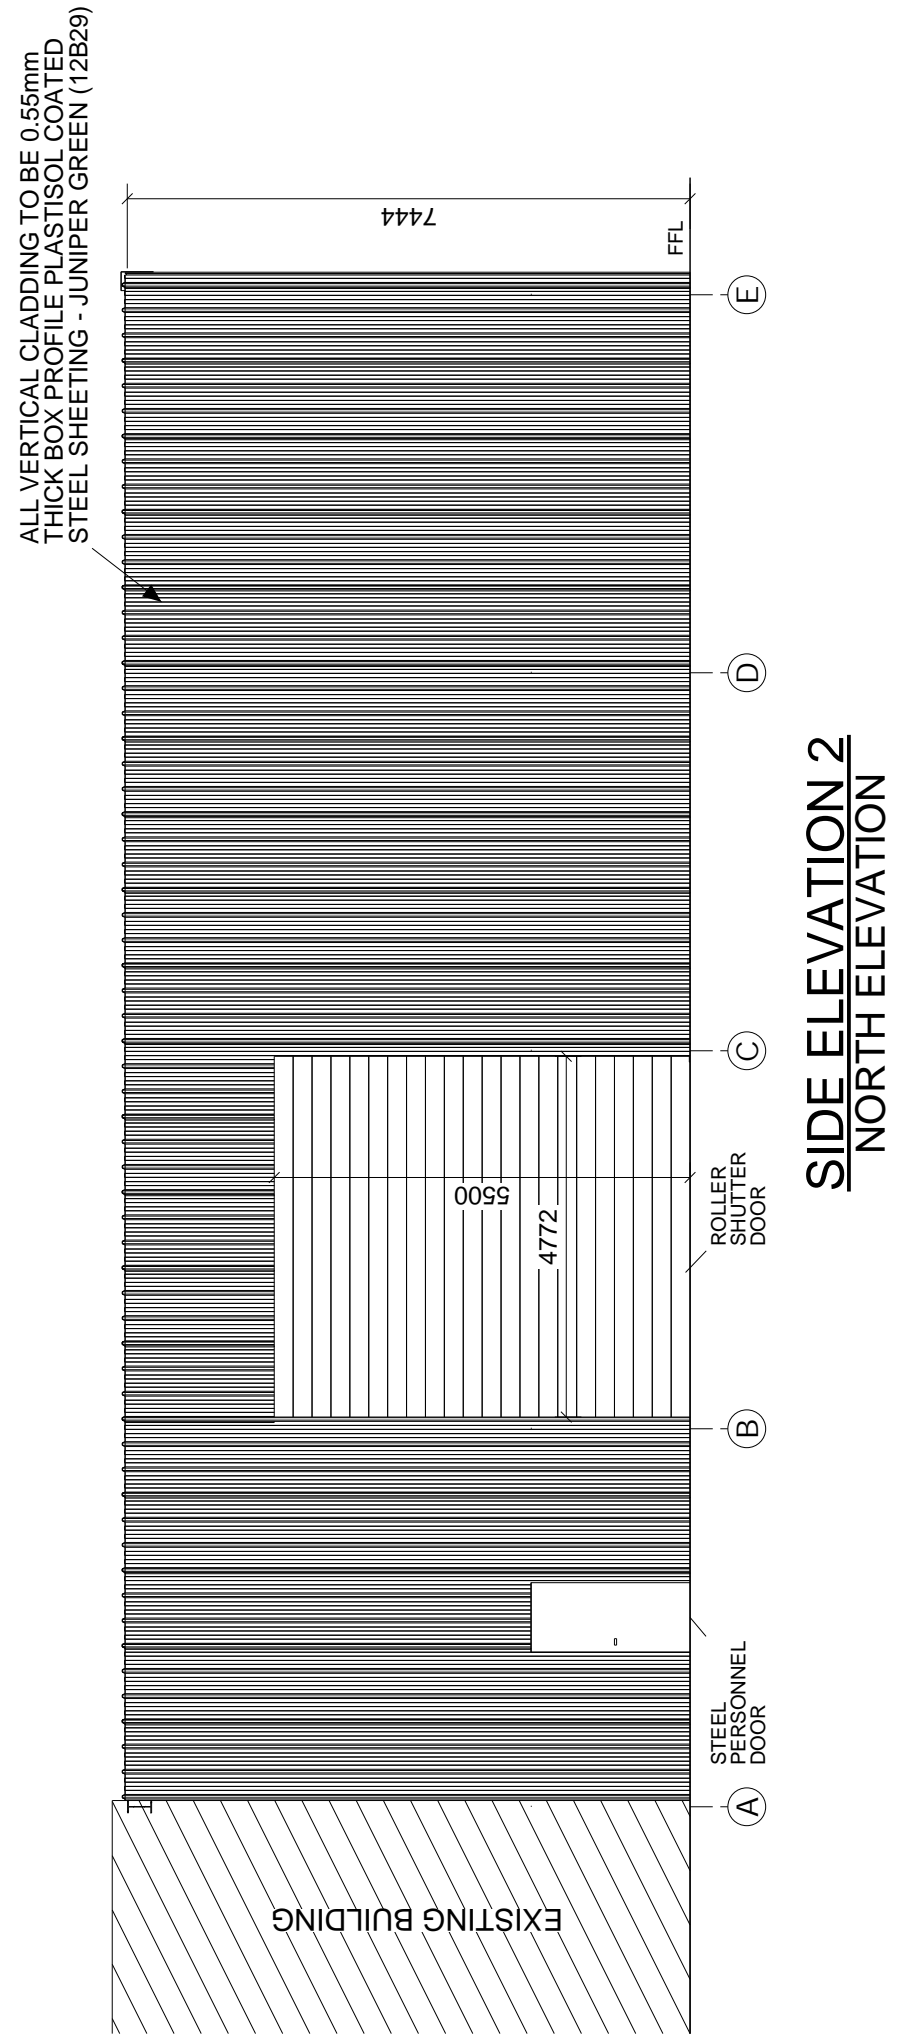 ALL VERTICAL CLADDING TO BE 0.55mm
THICK BOX PROFILE PLASTISOL COATED
STEEL SHEETING - JUNIPER GREEN (12B29)
7444
FFL
5500
4772
EXISTING BUILDING
STEEL
PERSONNEL
DOOR
ROLLER
SHUTTER
DOOR
A
B
C
D
E
SIDE ELEVATION 2
NORTH ELEVATION